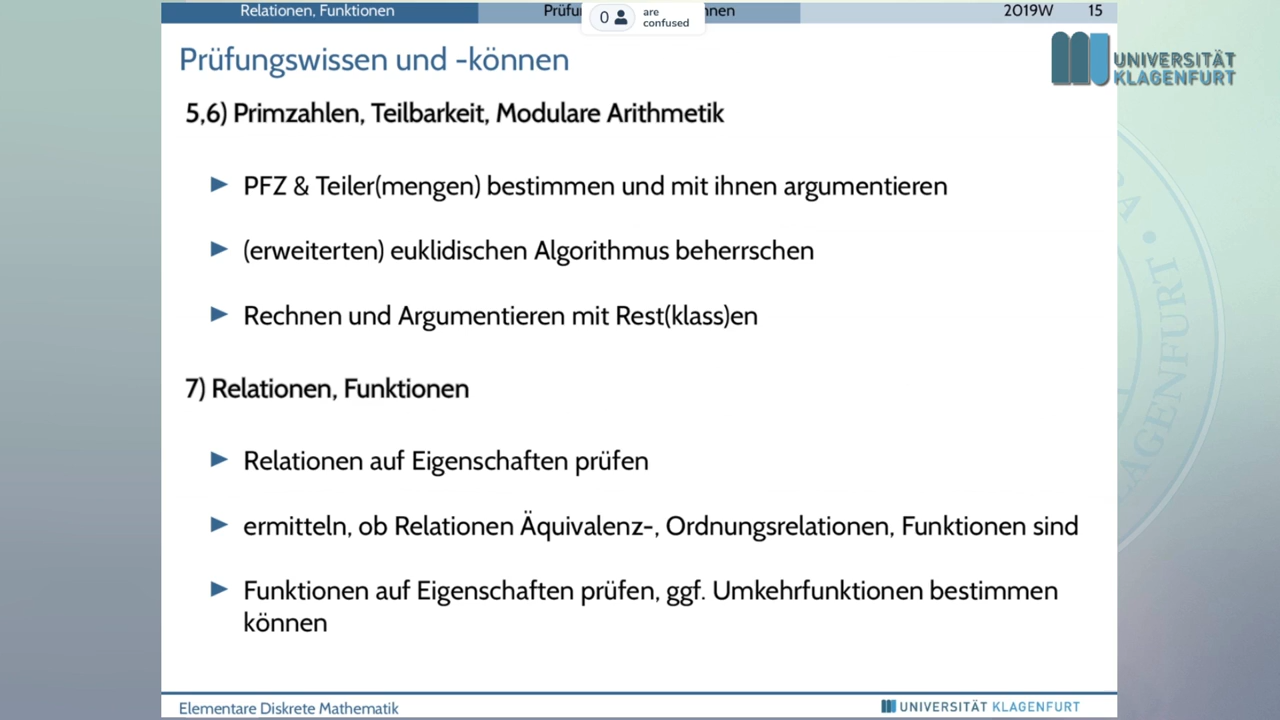 Relationen, Funktionen
2019W 15
0 are confused
Prüfungswissen und -können
UNIVERSITÄT
KLAGENFURT
5,6) Primzahlen, Teilbarkeit, Modulare Arithmetik
PFZ & Teiler(mengen) bestimmen und mit ihnen argumentieren
(erweiterten) euklidischen Algorithmus beherrschen
Rechnen und Argumentieren mit Rest(klass)en
7) Relationen, Funktionen
Relationen auf Eigenschaften prüfen
ermitteln, ob Relationen Äquivalenz-, Ordnungsrelationen, Funktionen sind
Funktionen auf Eigenschaften prüfen, ggf. Umkehrfunktionen bestimmen
können
Elementare Diskrete Mathematik
UNIVERSITÄT KLAGENFURT